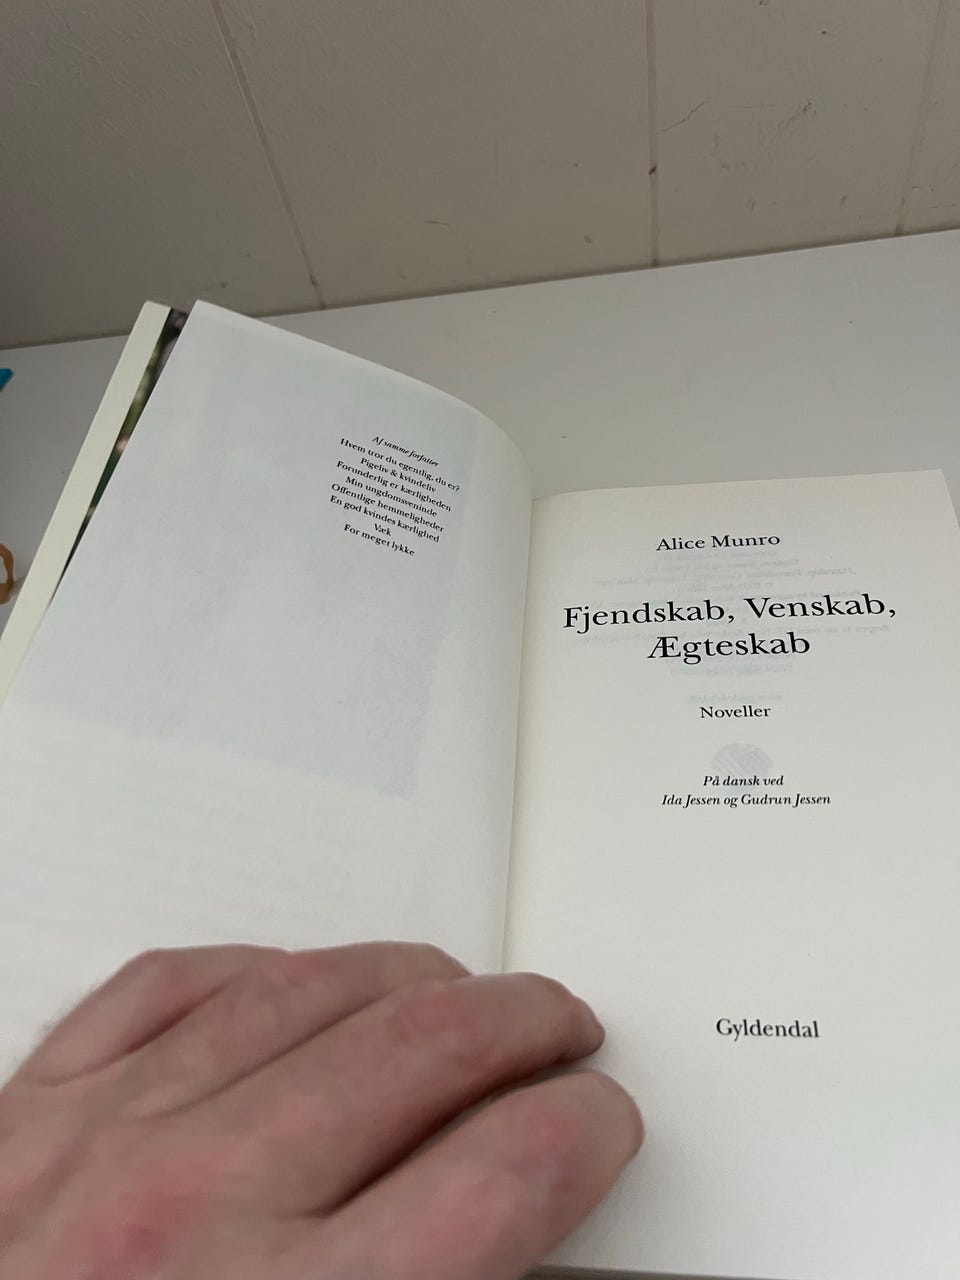 Af samme forfatter
Hvem tror du egentlig, du er?
Pigeliv & kvindeliv
Forunderlig er kærligheden
Min ungdomsveninde
Offentlige hemmeligheder
En god kvindes kærlighed
Væk
For meget lykke
Alice Munro
Fjendskab, Venskab,
Ægteskab
Noveller
På dansk ved
Ida Jessen og Gudrun Jessen
Gyldendal